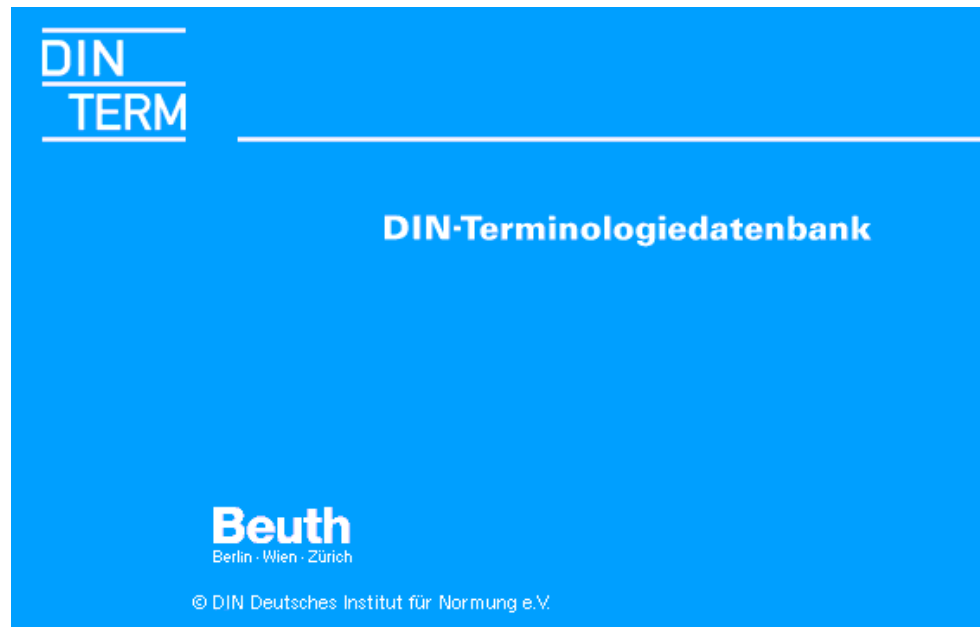 DIN
TERM
DIN-Terminologiedatenbank
Beuth
Berlin · Wien · Zürich
© DIN Deutsches Institut für Normung e.V.